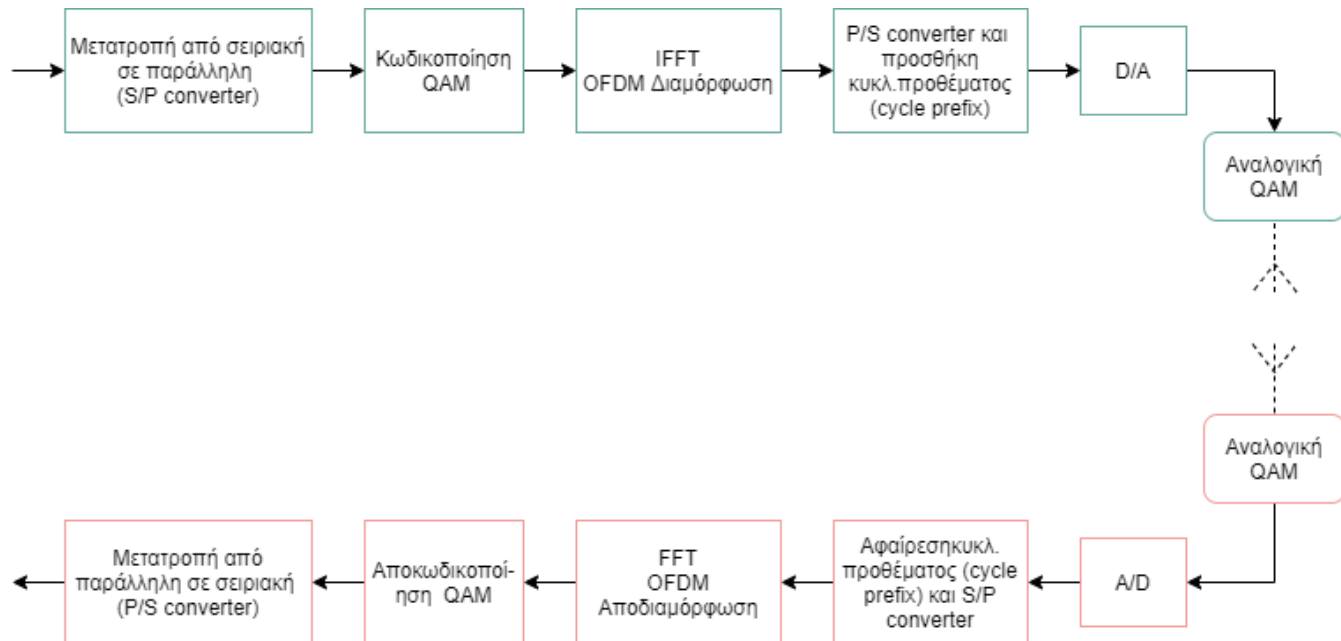 Μετατροπή από σειριακή
σε παράλληλη
(S/P converter)
Κωδικοποίηση
QAM
IFFT
OFDM Διαμόρφωση
P/S converter και
προσθήκη
κυκλ.προθέματος
(cycle prefix)
D/A
Αναλογική
QAM
Αναλογική
QAM
Μετατροπή από
παράλληλη σε σειριακή
(P/S converter)
Αποκωδικοποί-
ηση QAM
FFT
OFDM
Αποδιαμόρφωση
Αφαίρεσηκυκλ.
προθέματος (cycle
prefix) και S/P
converter
A/D